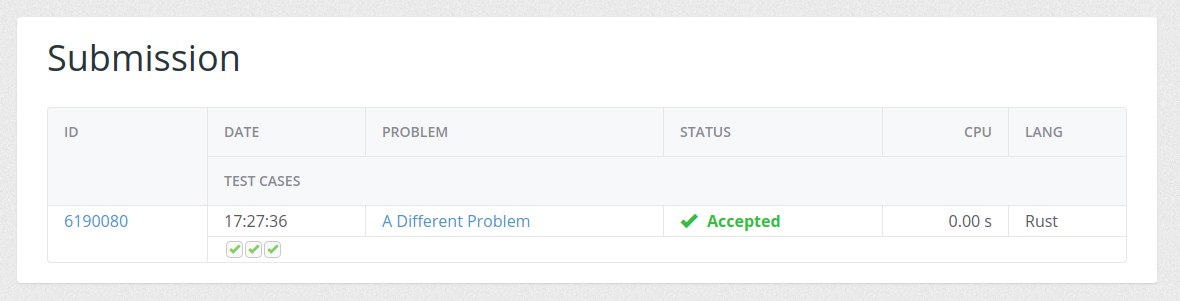 Submission
ID DATE PROBLEM STATUS CPU LANG
TEST CASES
6190080 17:27:36 A Different Problem Accepted 0.00 s Rust